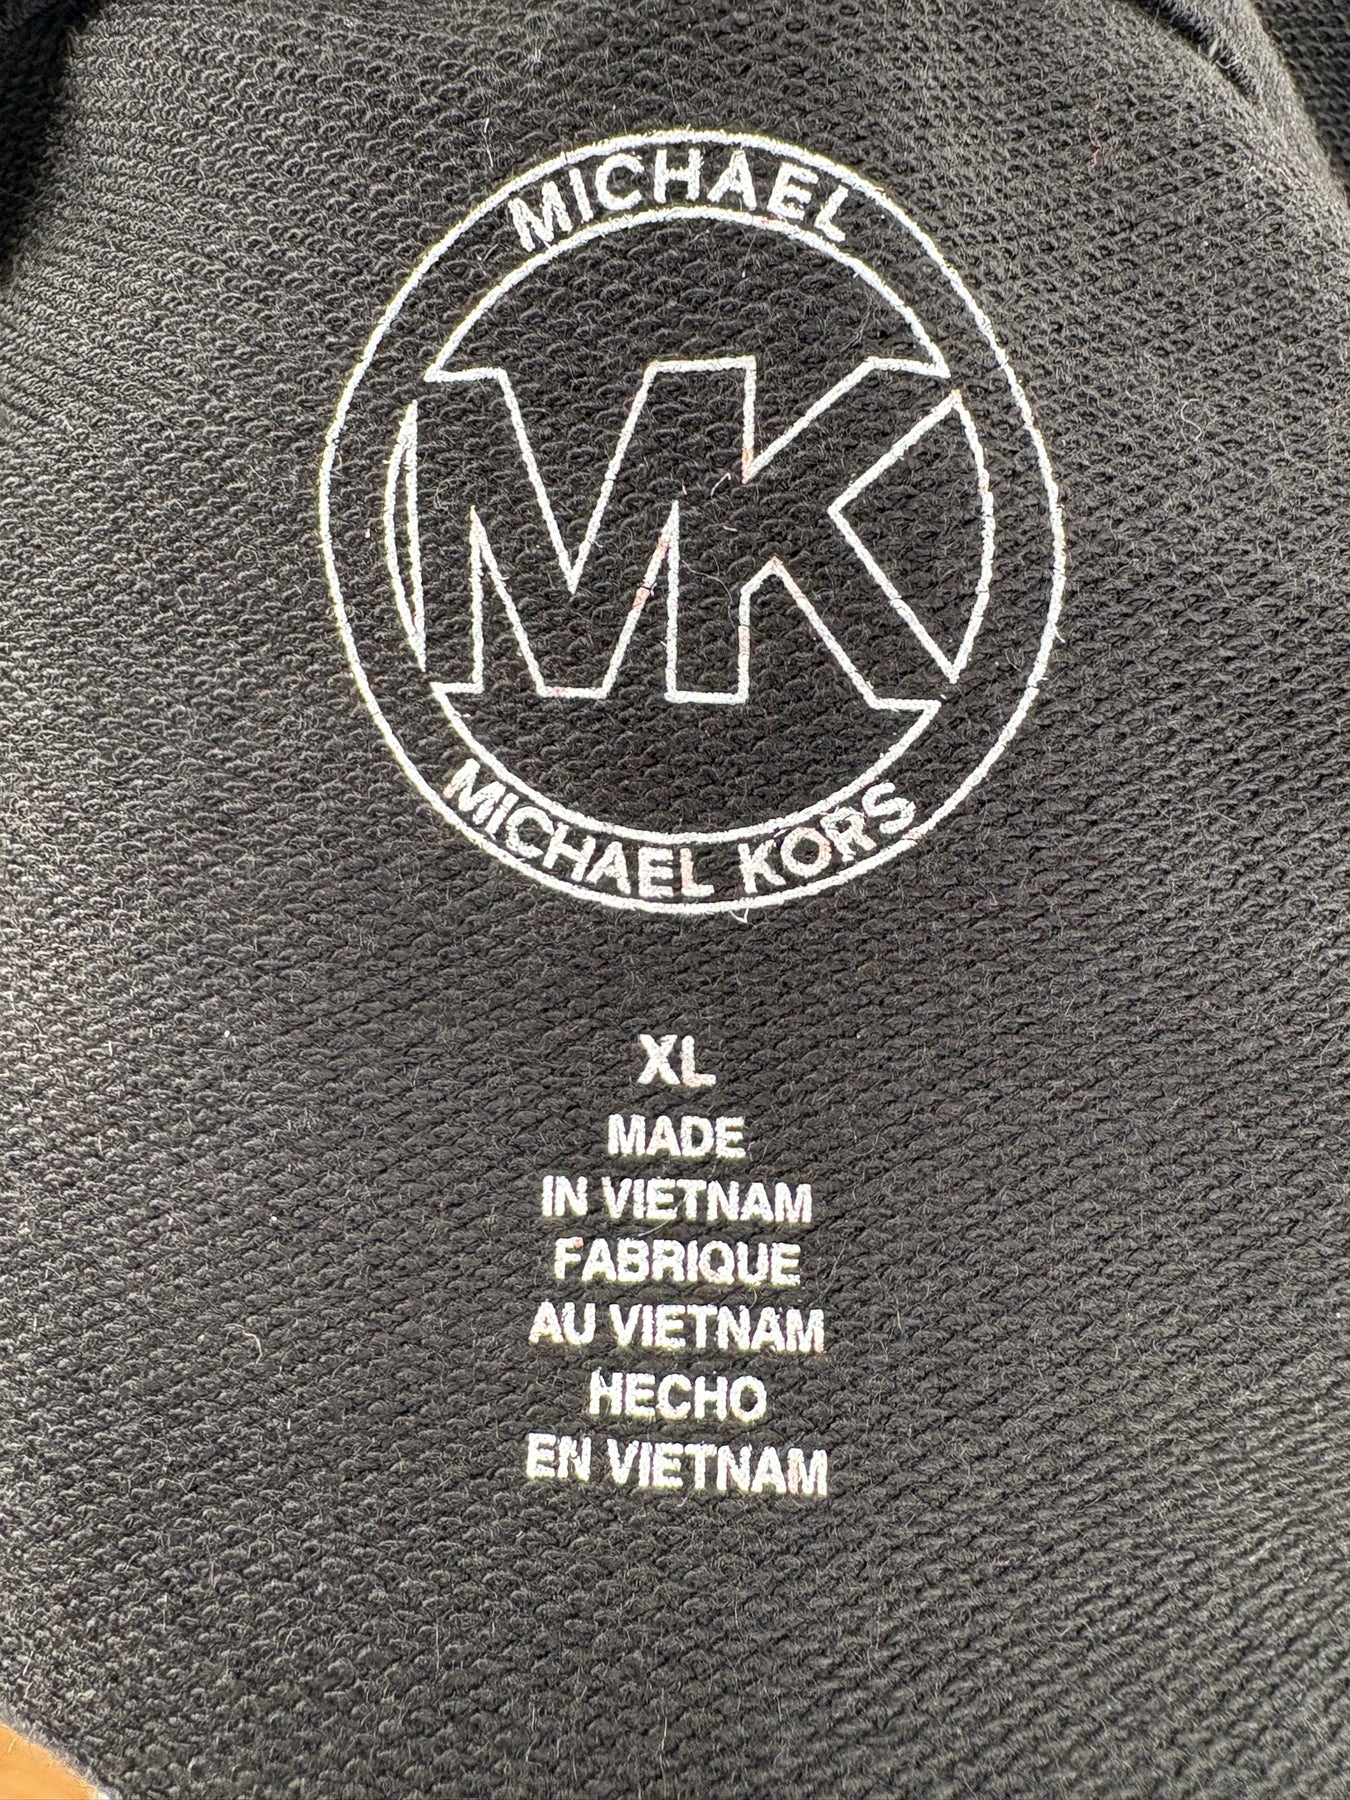 MICHAEL
MK
MICHAEL KORS
XL
MADE
IN VIETNAM
FABRIQUE
AU VIETNAM
HECHO
EN VIETNAM